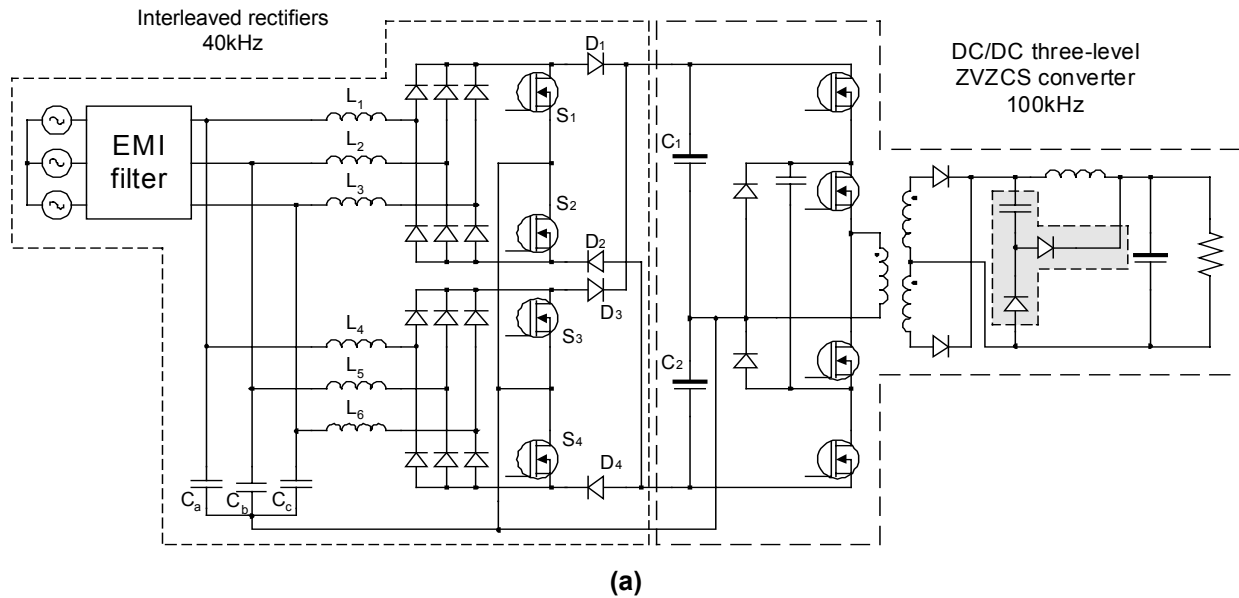 Interleaved rectifiers
40kHz
DC/DC three-level
ZVZCS converter
100kHz
EMI
filter
L1
L2
L3
L4
L5
L6
D1
S1
S2
D2
D3
S3
S4
D4
C1
C2
Ca
Cb
Cc
(a)